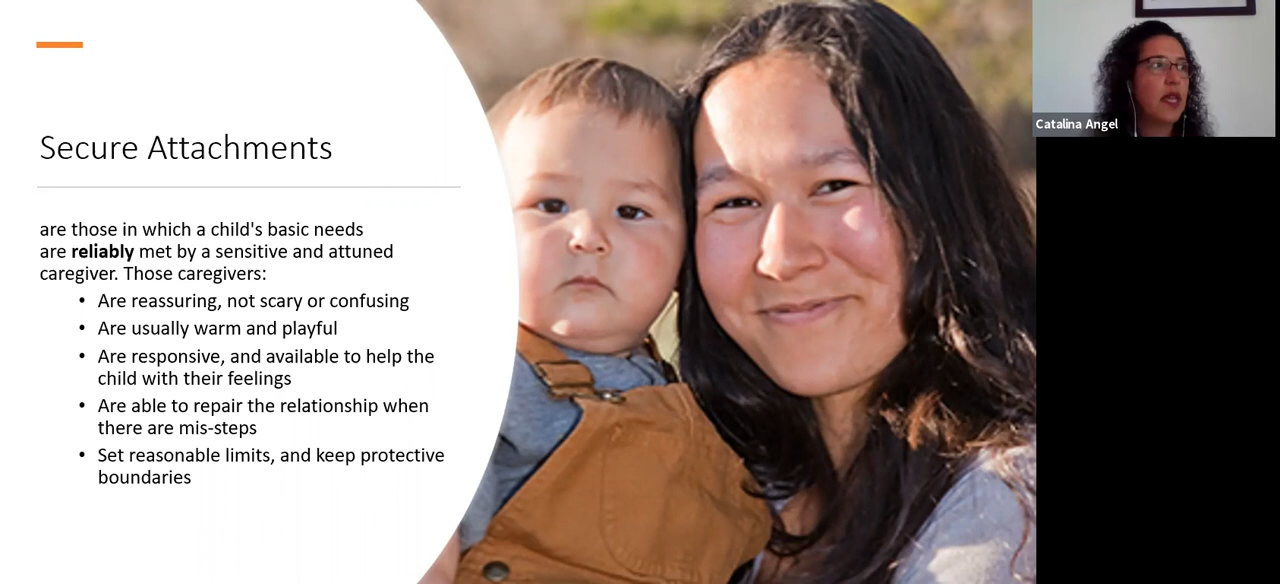 Secure Attachments
are those in which a child's basic needs
are reliably met by a sensitive and attuned
caregiver. Those caregivers:
• Are reassuring, not scary or confusing
• Are usually warm and playful
• Are responsive, and available to help the
child with their feelings
• Are able to repair the relationship when
there are mis-steps
• Set reasonable limits, and keep protective
boundaries
Catalina Angel